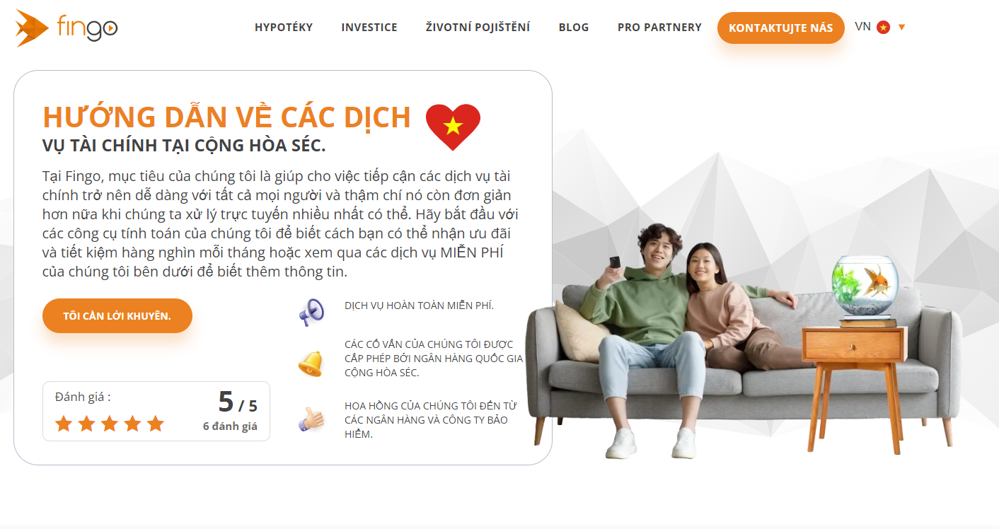 fingo
HYPOTÉKY
INVESTICE
ŽIVOTNÍ POJIŠTĚNÍ
BLOG
PRO PARTNERY
KONTAKTUJTE NÁS
VN
HƯỚNG DẪN VỀ CÁC DỊCH
VỤ TÀI CHÍNH TẠI CỘNG HÒA SÉC.
Tại Fingo, mục tiêu của chúng tôi là giúp cho việc tiếp cận các dịch vụ tài
chính trở nên dễ dàng với tất cả mọi người và thậm chí nó còn đơn giản
hơn nữa khi chúng ta xử lý trực tuyến nhiều nhất có thể. Hãy bắt đầu với
các công cụ tính toán của chúng tôi để biết cách bạn có thể nhận ưu đãi
và tiết kiệm hàng nghìn mỗi tháng hoặc xem qua các dịch vụ MIỄN PHÍ
của chúng tôi bên dưới để biết thêm thông tin.
TÔI CẦN LỜI KHUYÊN.
DỊCH VỤ HOÀN TOÀN MIỄN PHÍ.
CÁC CỐ VẤN CỦA CHÚNG TÔI ĐƯỢC
CẤP PHÉP BỞI NGÂN HÀNG QUỐC GIA
CỘNG HÒA SÉC.
HOA HỒNG CỦA CHÚNG TÔI ĐẾN TỪ
CÁC NGÂN HÀNG VÀ CÔNG TY BẢO
HIỂM.
Đánh giá :
5 / 5
6 đánh giá